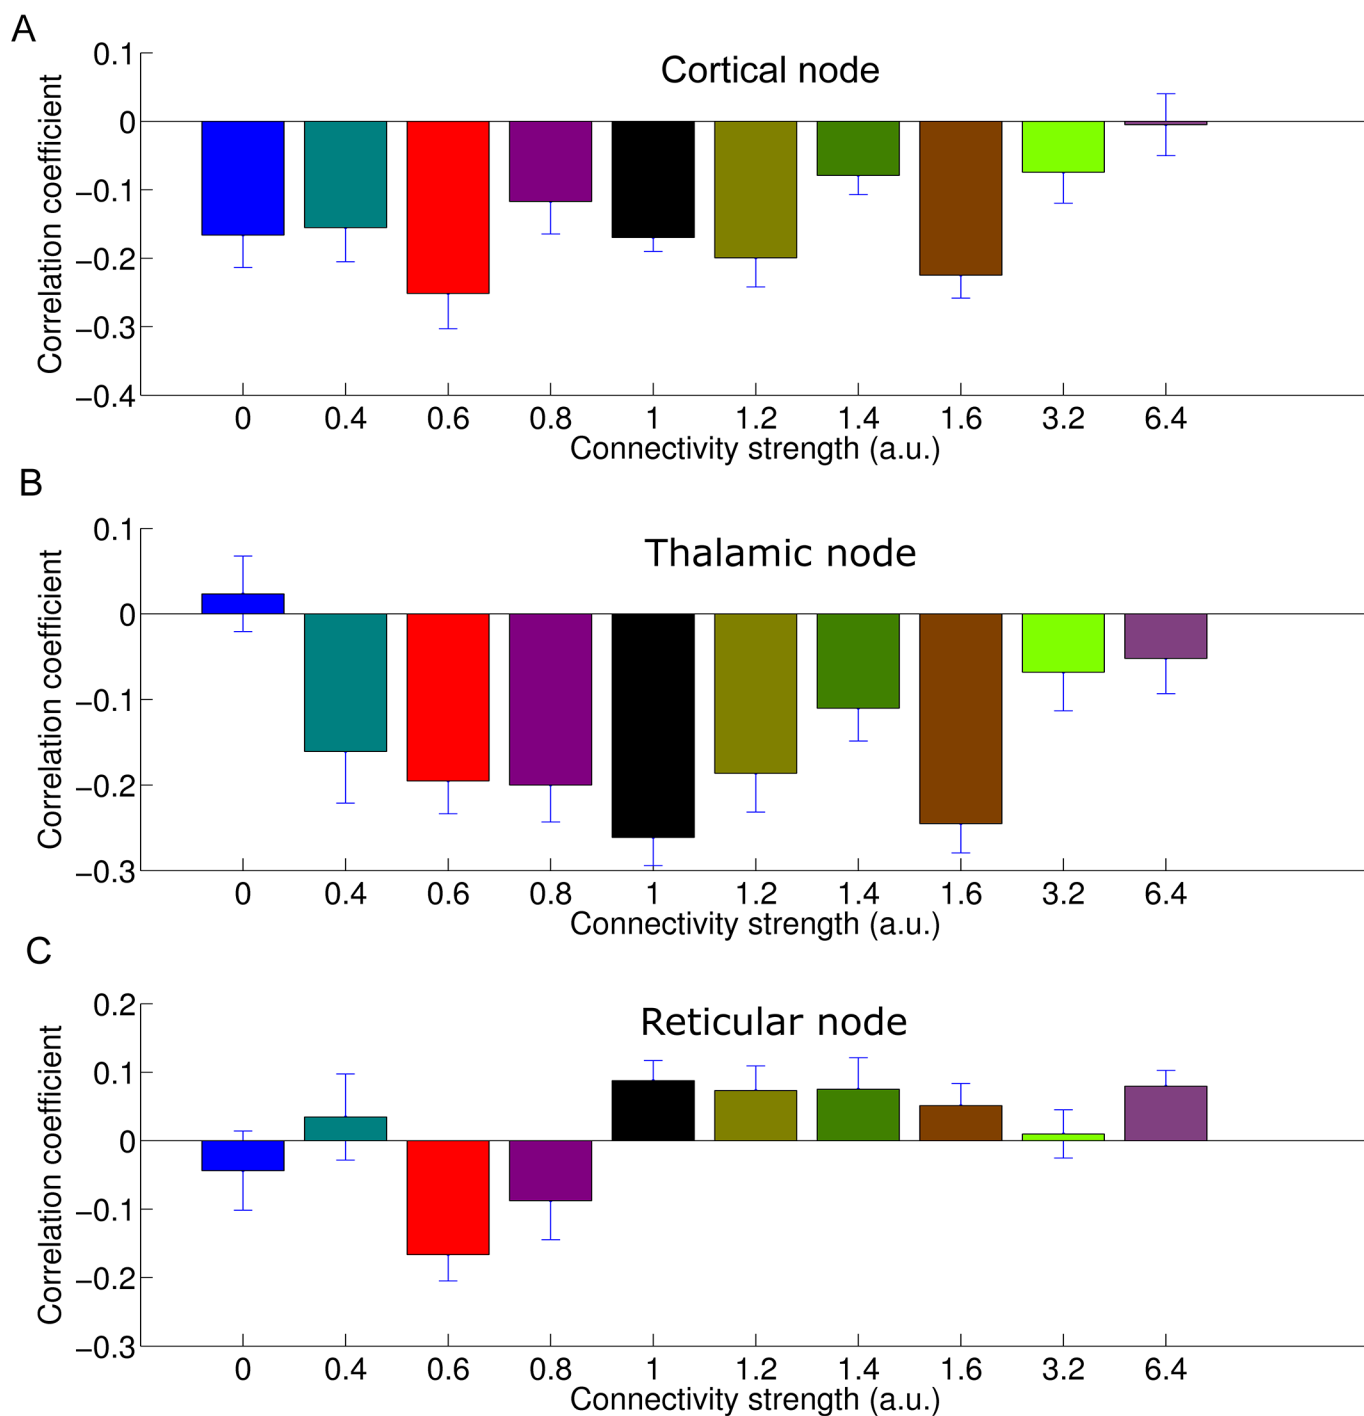 A
Cortical node
Correlation coefficient
0.1
0
−0.1
−0.2
−0.3
−0.4
0 0.4 0.6 0.8 1 1.2 1.4 1.6 3.2 6.4
Connectivity strength (a.u.)
B
Thalamic node
Correlation coefficient
0.1
0
−0.1
−0.2
−0.3
0 0.4 0.6 0.8 1 1.2 1.4 1.6 3.2 6.4
Connectivity strength (a.u.)
C
Reticular node
Correlation coefficient
0.2
0.1
0
−0.1
−0.2
−0.3
0 0.4 0.6 0.8 1 1.2 1.4 1.6 3.2 6.4
Connectivity strength (a.u.)